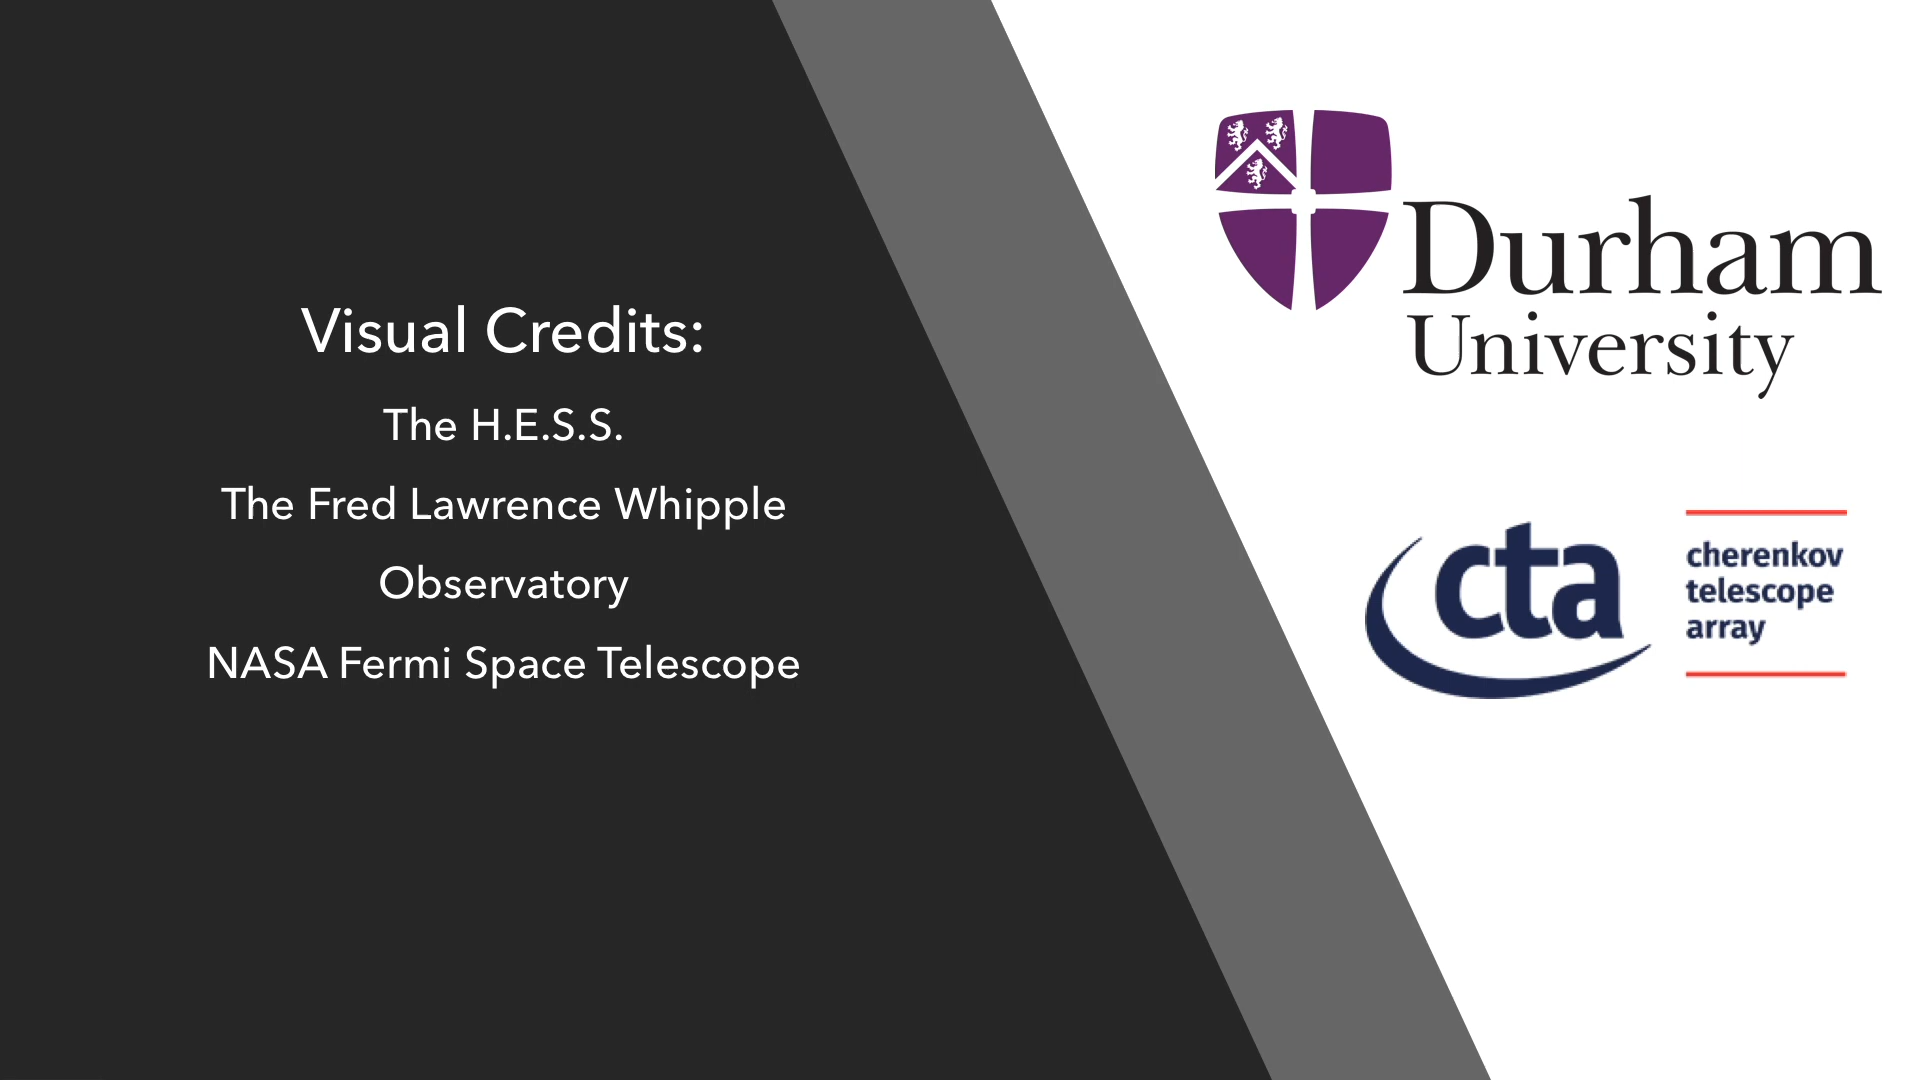 Visual Credits:
The H.E.S.S.
The Fred Lawrence Whipple
Observatory
NASA Fermi Space Telescope
Durham
University
cta
cherenkov
telescope
array